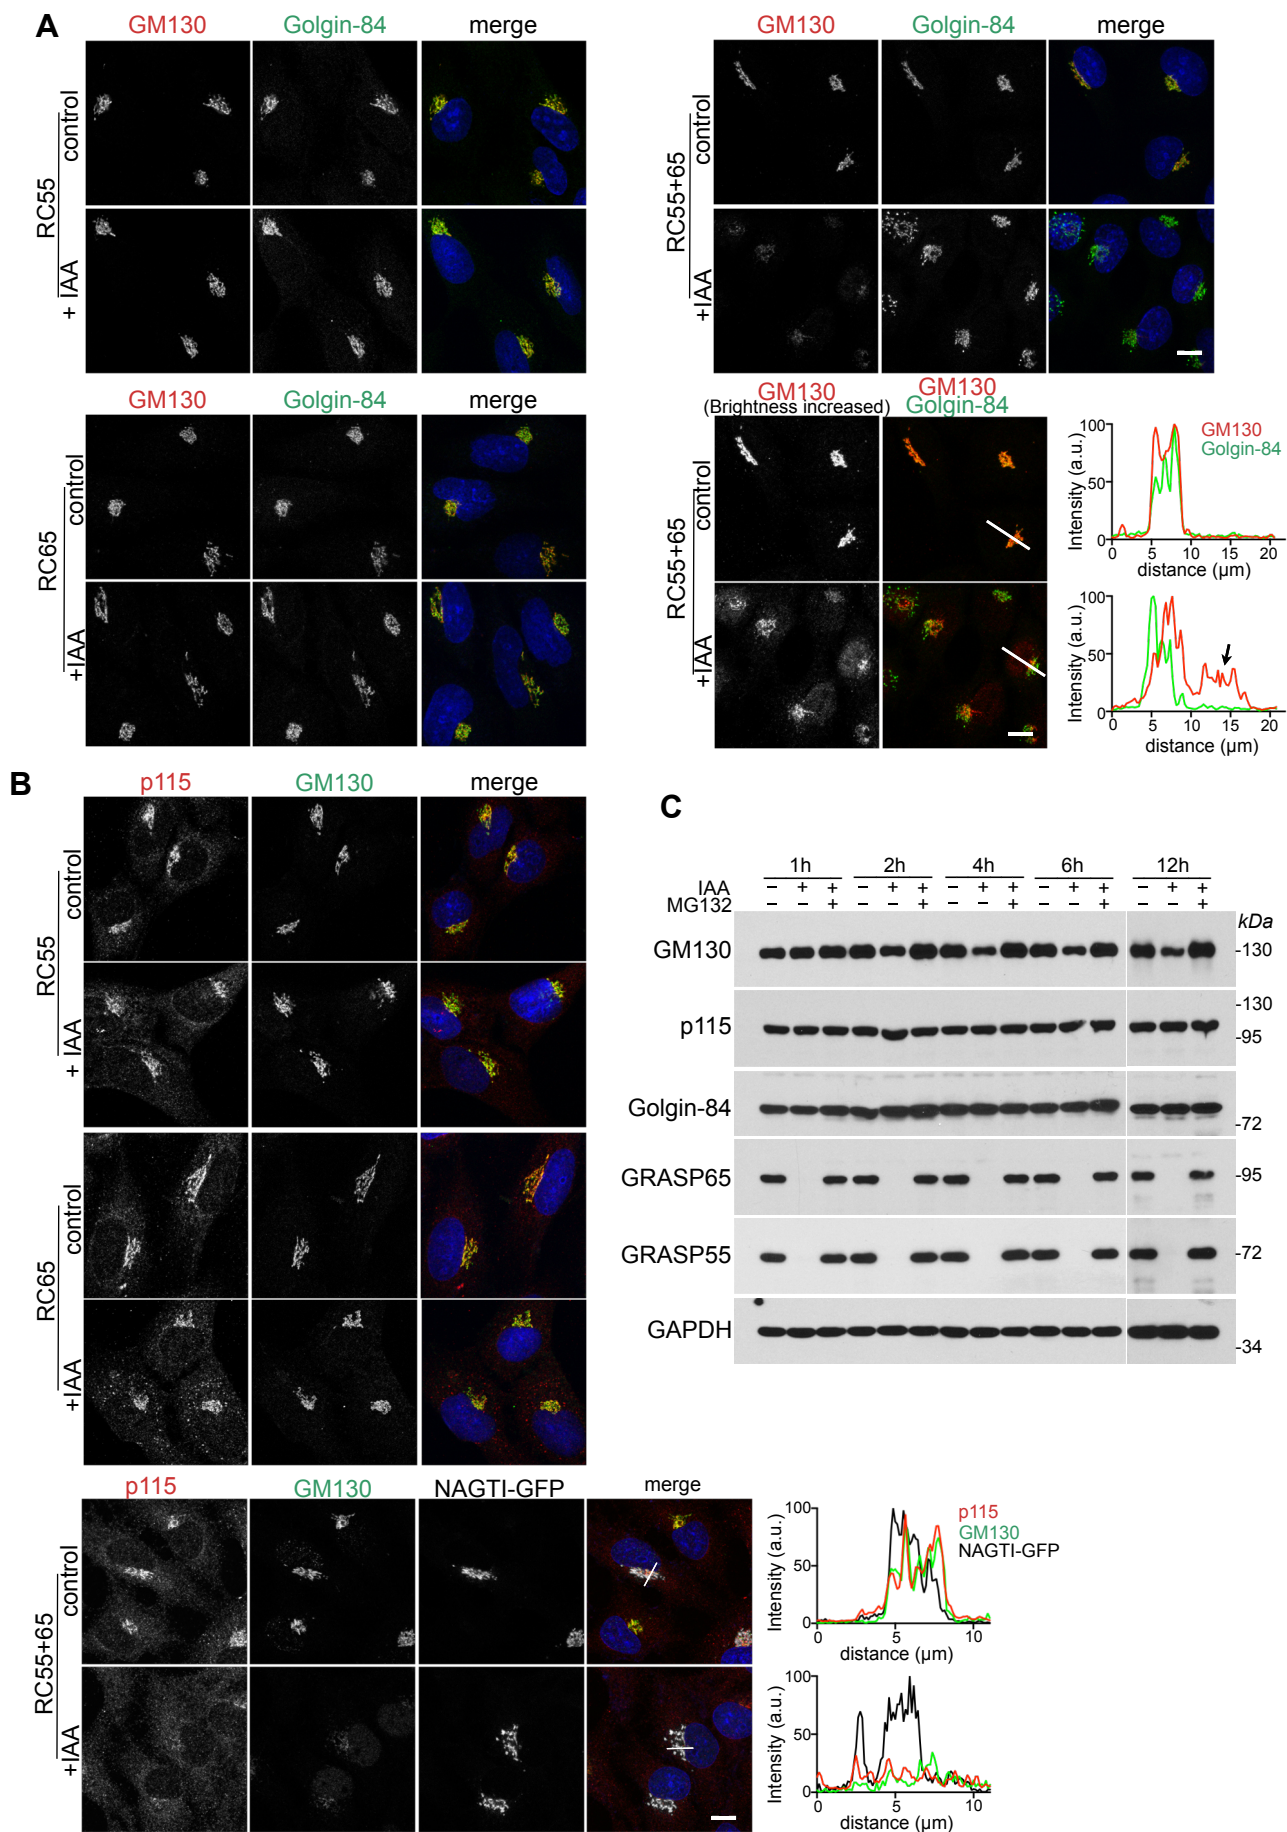 A
GM130 Golgin-84 merge
RC55
control
+ IAA
GM130 Golgin-84 merge
RC55+65
control
+IAA
GM130 Golgin-84 merge
RC65
control
+IAA
GM130 GM130
(Brightness increased) Golgin-84
RC55+65
control
+IAA
Intensity (a.u.)
100
50
0
0 5 10 15 20
distance (µm)
GM130
Golgin-84
Intensity (a.u.)
100
50
0
0 5 10 15 20
distance (µm)
B
p115 GM130 merge
RC55
control
+ IAA
RC65
control
+IAA
p115 GM130 NAGTI-GFP merge
RC55+65
control
+IAA
Intensity (a.u.)
100
50
0
0 5 10
distance (µm)
p115
GM130
NAGTI-GFP
Intensity (a.u.)
100
50
0
0 5 10
distance (µm)
C
1h 2h 4h 6h 12h
IAA − + + − + + − + + − + + − + +
MG132 − − + − − + − − + − − + − − +
kDa
GM130 -130
p115 -130
-95
Golgin-84 -72
GRASP65 -95
GRASP55 -72
GAPDH -34